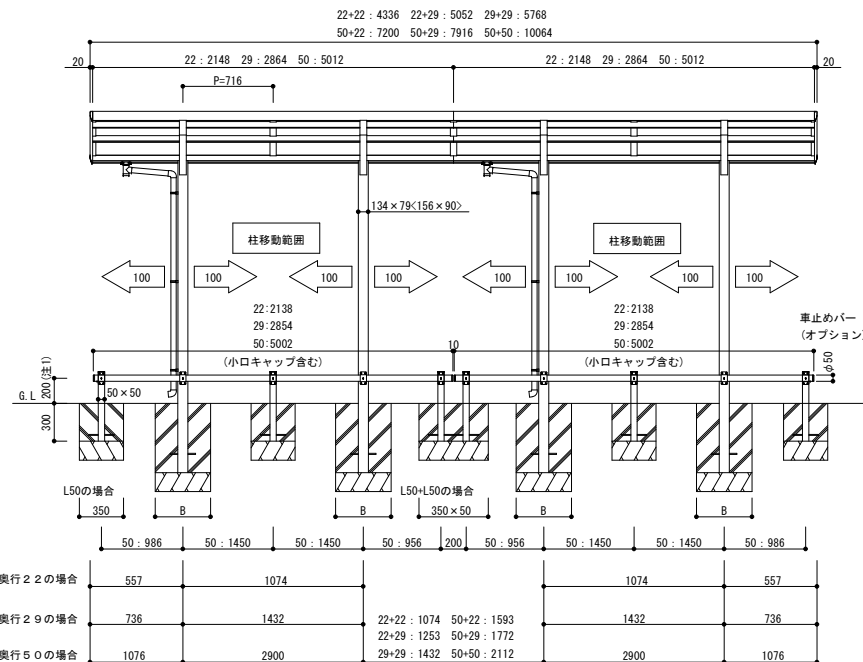 22+22：4336　22+29：5052　29+29：5768
50+22：7200　50+29：7916　50+50：10064
20
22：2148　29：2864　50：5012
22：2148　29：2864　50：5012
20
P=716
134×79<156×90>
柱移動範囲
柱移動範囲
100
100
100
100
100
100
100
100
22:2138
29:2854
50:5002
(小口キャップ含む)
10
22:2138
29:2854
50:5002
(小口キャップ含む)
車止めバー
(オプション)
φ50
200(注1)
G.L
50×50
300
L50の場合
350
B
B
L50+L50の場合
350×50
B
B
50：986
50：1450
50：1450
50：956
200
50：956
50：1450
50：1450
50：986
奥行２２の場合
557
1074
1074
557
奥行２９の場合
736
1432
22+22：1074　50+22：1593
22+29：1253　50+29：1772
29+29：1432　50+50：2112
1432
736
奥行５０の場合
1076
2900
2900
1076